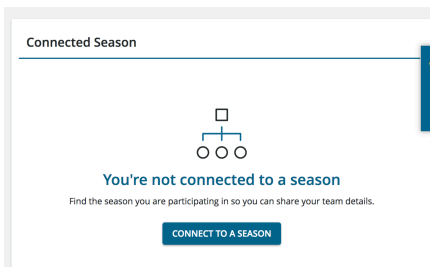 Connected Season
You're not connected to a season
Find the season you are participating in so you can share your team details.
CONNECT TO A SEASON